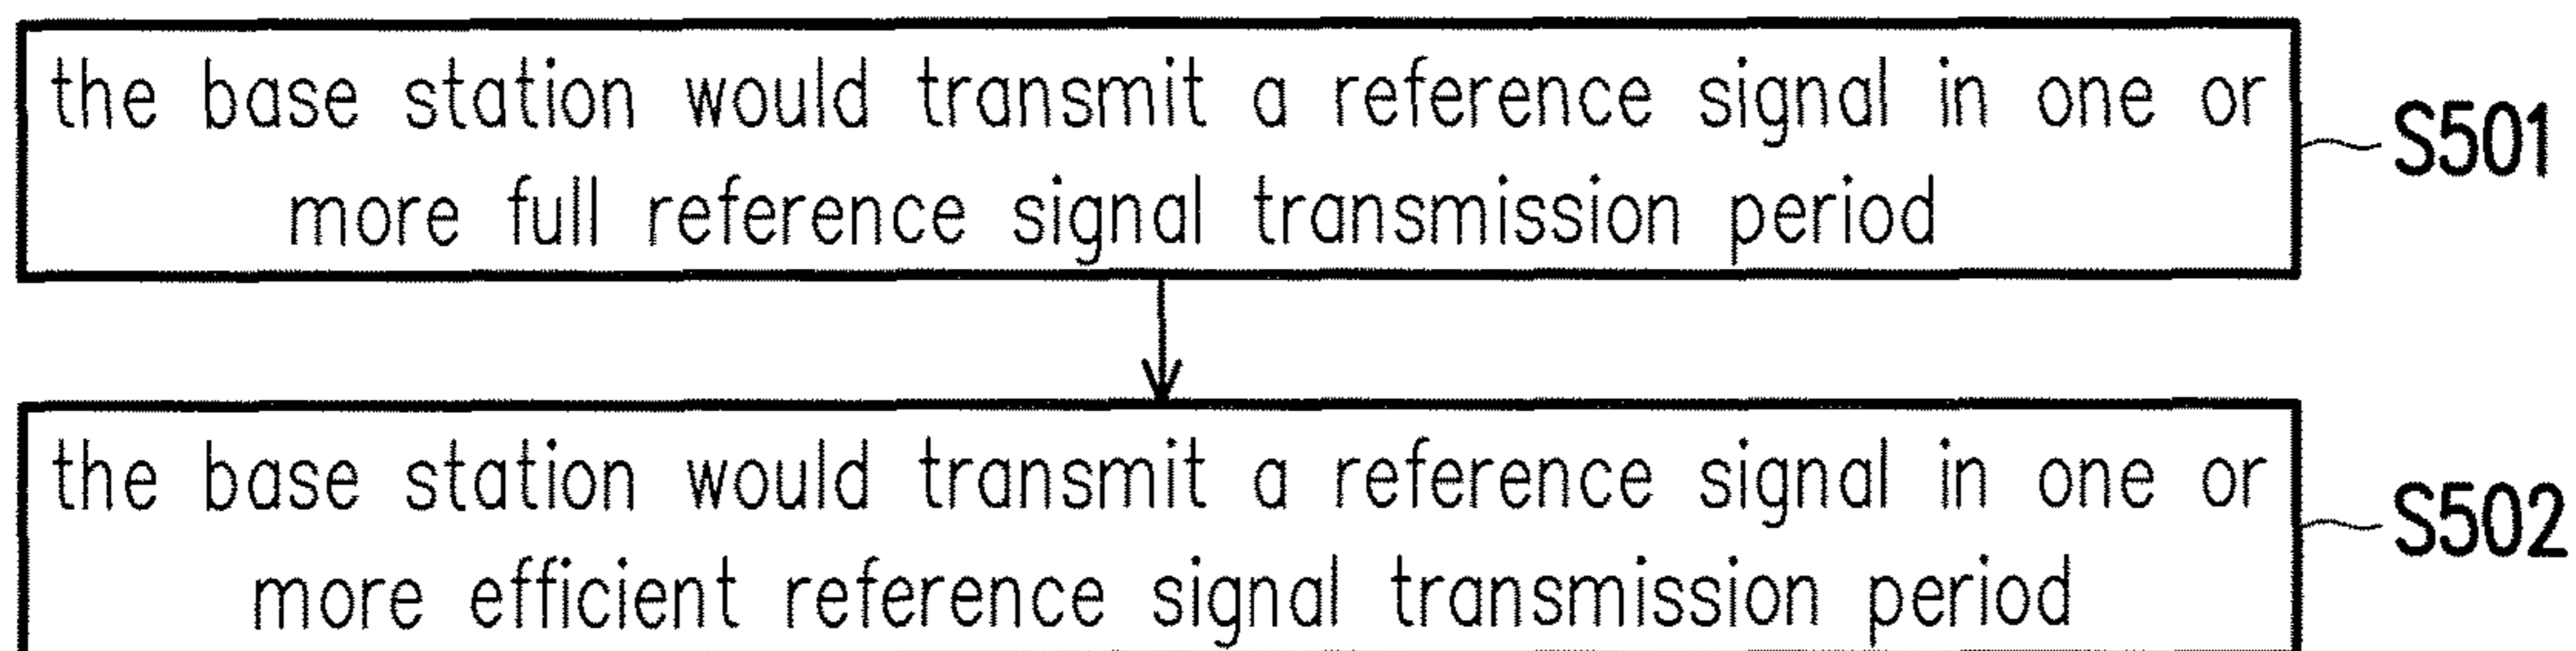 the base station would transmit a reference signal in one or
more full reference signal transmission period
S501
the base station would transmit a reference signal in one or
more efficient reference signal transmission period
S502